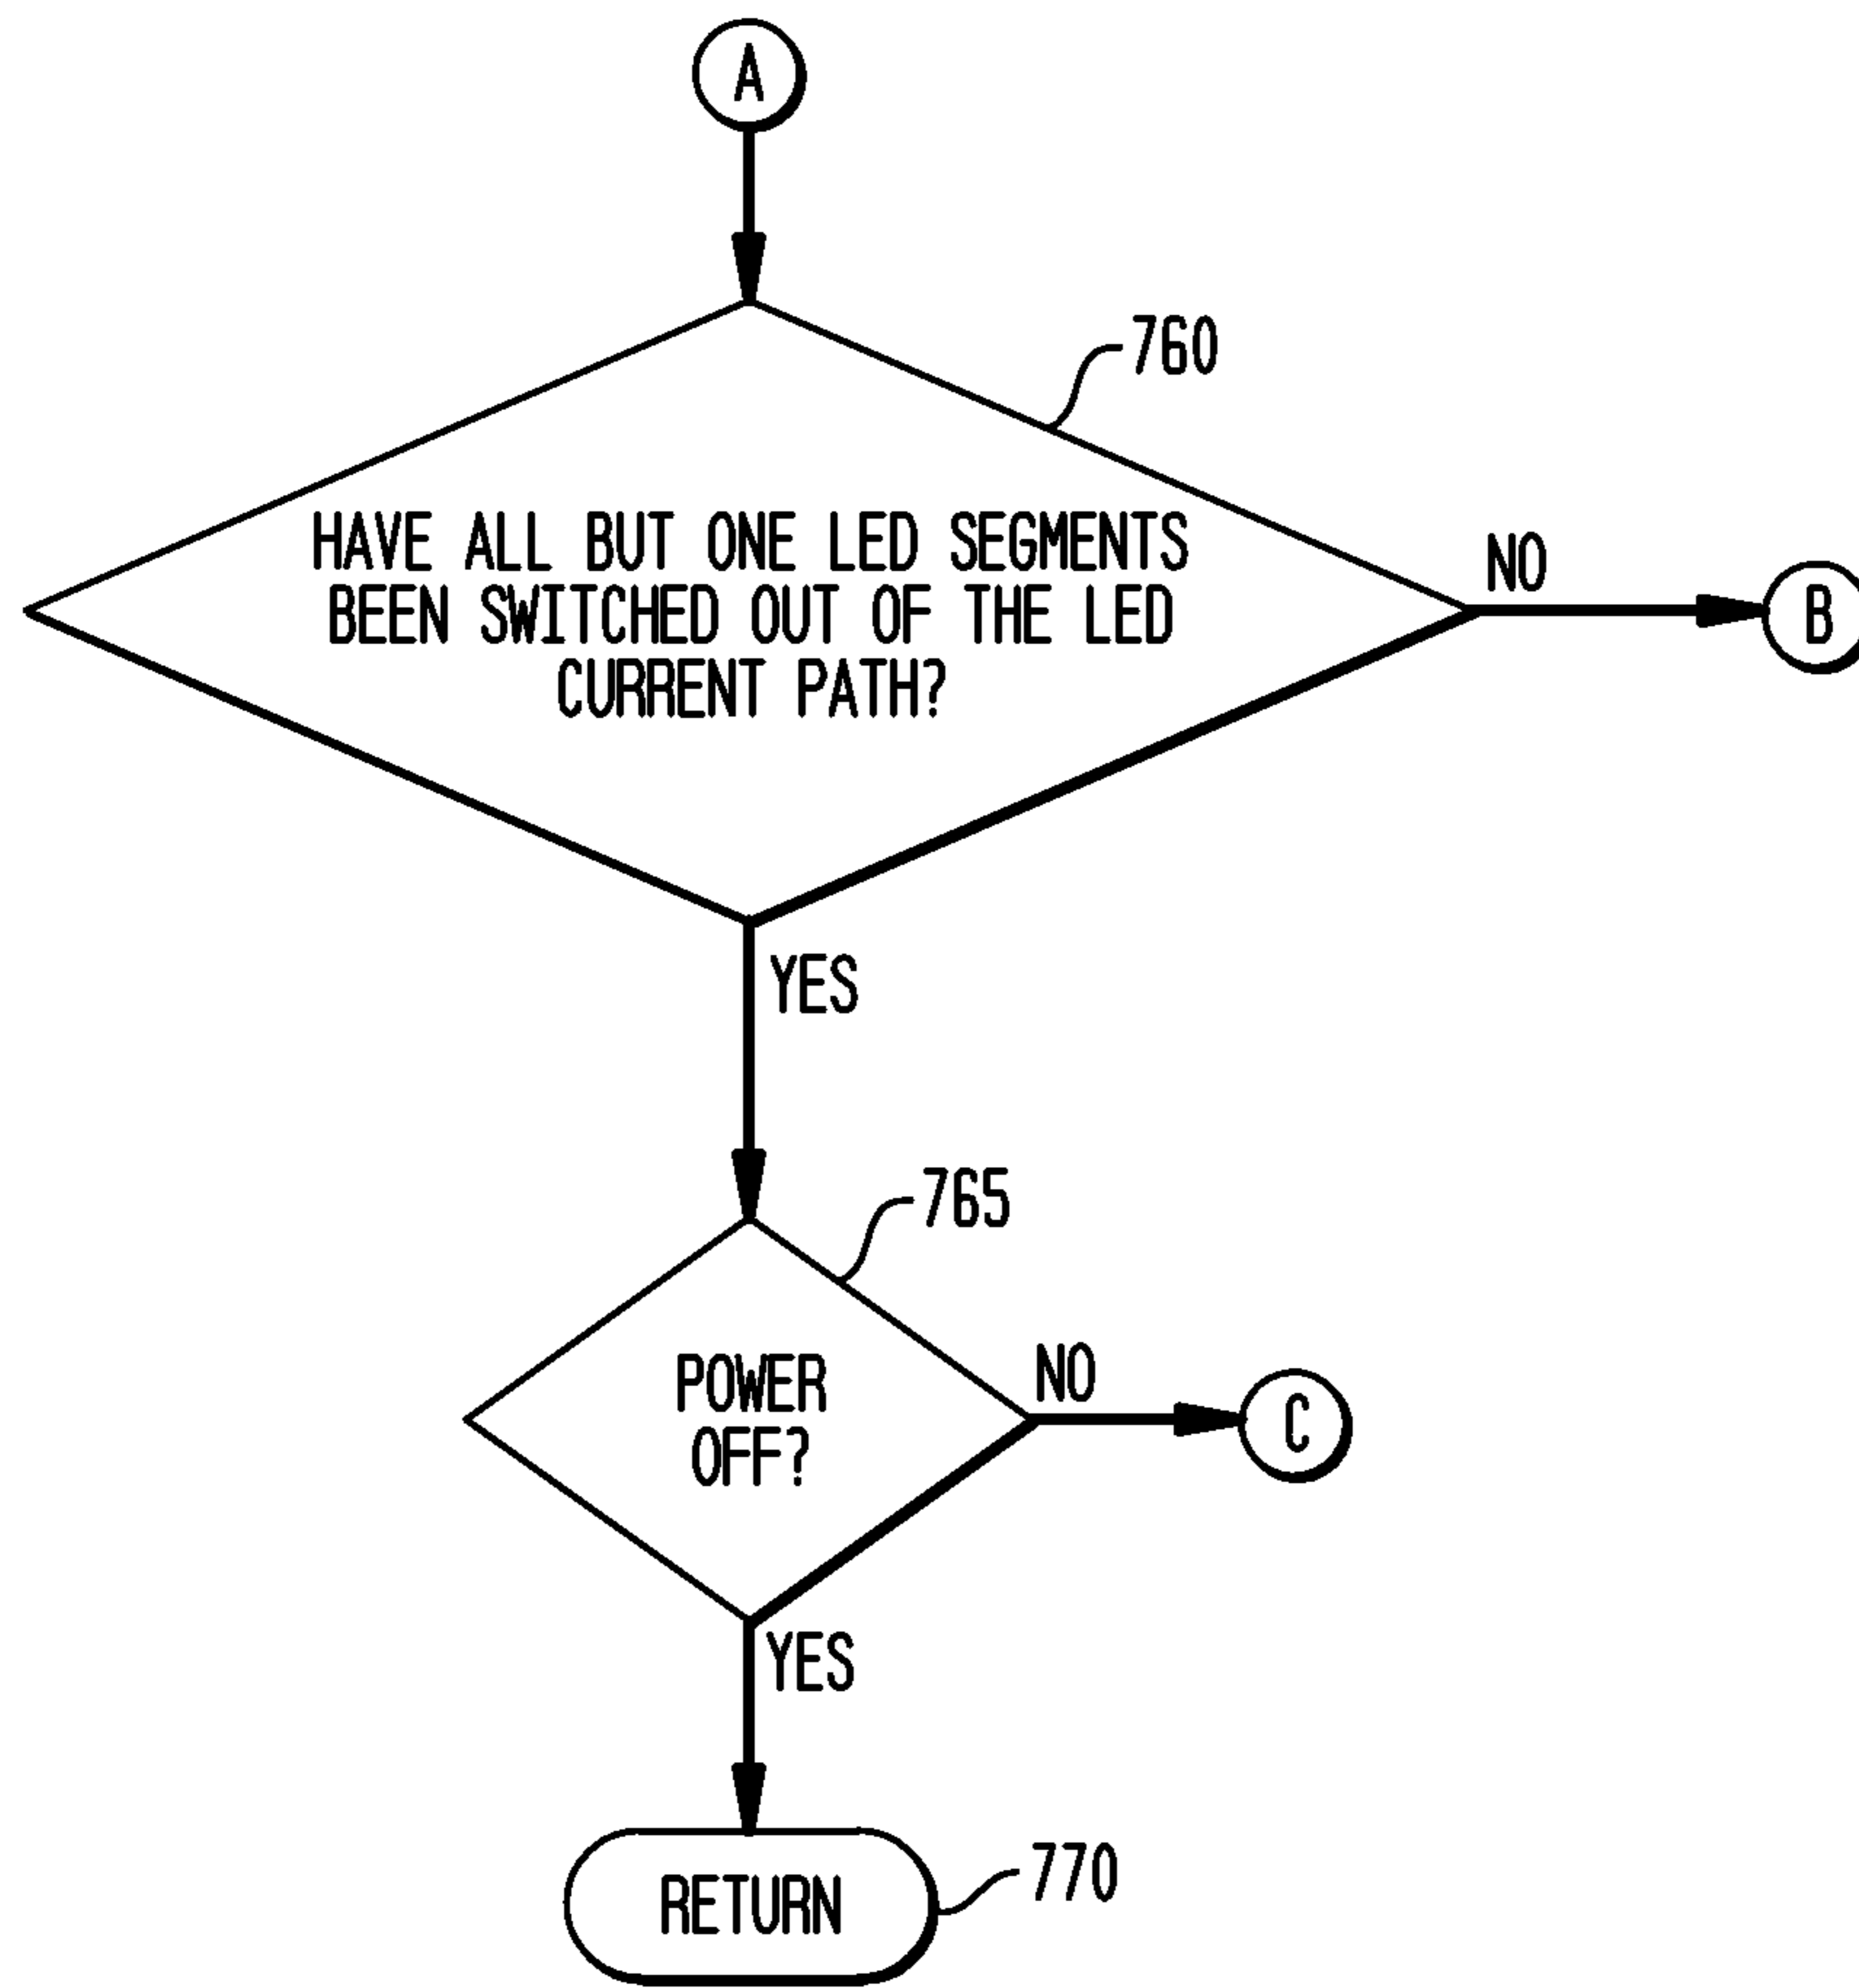 A
760
HAVE ALL BUT ONE LED SEGMENTS
BEEN SWITCHED OUT OF THE LED
CURRENT PATH?
NO
B
YES
765
POWER
OFF?
NO
C
YES
RETURN
770